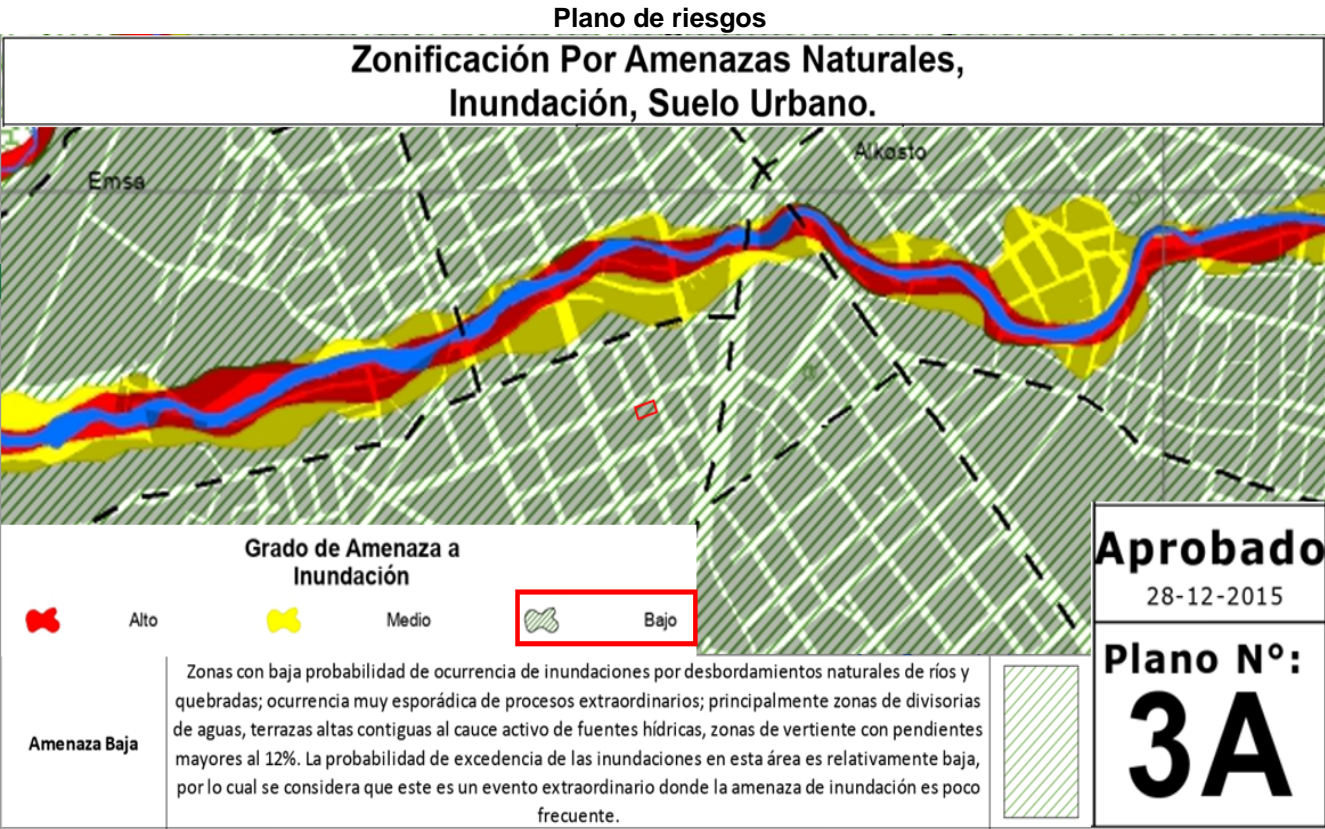 Plano de riesgos
Zonificación Por Amenazas Naturales,
Inundación, Suelo Urbano.
Alkosto
Emsa
Grado de Amenaza a
Inundación
Alto
Medio
Bajo
Aprobado
28-12-2015
Plano N°:
3A
Amenaza Baja
Zonas con baja probabilidad de ocurrencia de inundaciones por desbordamientos naturales de ríos y
quebradas; ocurrencia muy esporádica de procesos extraordinarios; principalmente zonas de divisorias
de aguas, terrazas altas contiguas al cauce activo de fuentes hídricas, zonas de vertiente con pendientes
mayores al 12%. La probabilidad de excedencia de las inundaciones en esta área es relativamente baja,
por lo cual se considera que este es un evento extraordinario donde la amenaza de inundación es poco
frecuente.